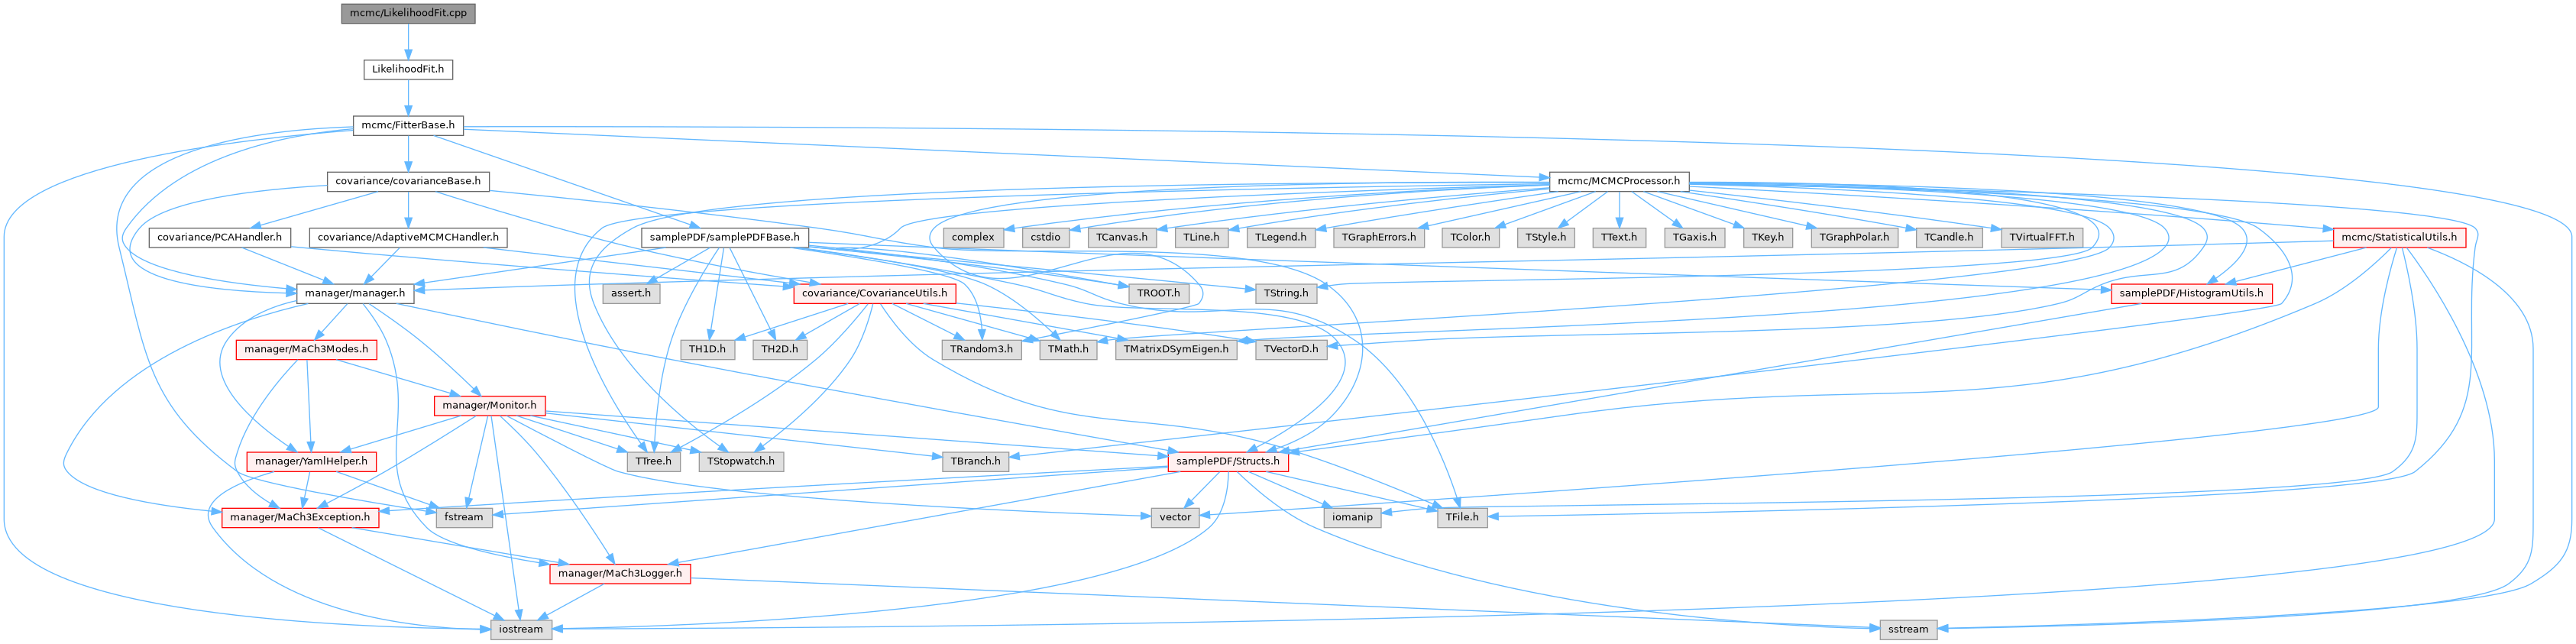 mcmc/LikelihoodFit.cpp
LikelihoodFit.h
mcmc/FitterBase.h
covariance/covarianceBase.h
mcmc/MCMCProcessor.h
covariance/PCAHandler.h
covariance/AdaptiveMCMCHandler.h
samplePDF/samplePDFBase.h
complex
cstdio
TCanvas.h
TLine.h
TLegend.h
TGraphErrors.h
TColor.h
TStyle.h
TText.h
TGaxis.h
TKey.h
TGraphPolar.h
TCandle.h
TVirtualFFT.h
mcmc/StatisticalUtils.h
manager/manager.h
assert.h
covariance/CovarianceUtils.h
TROOT.h
TString.h
samplePDF/HistogramUtils.h
manager/MaCh3Modes.h
TH1D.h
TH2D.h
TRandom3.h
TMath.h
TMatrixDSymEigen.h
TVectorD.h
manager/Monitor.h
manager/YamlHelper.h
TTree.h
TStopwatch.h
TBranch.h
samplePDF/Structs.h
manager/MaCh3Exception.h
fstream
vector
iomanip
TFile.h
manager/MaCh3Logger.h
iostream
sstream